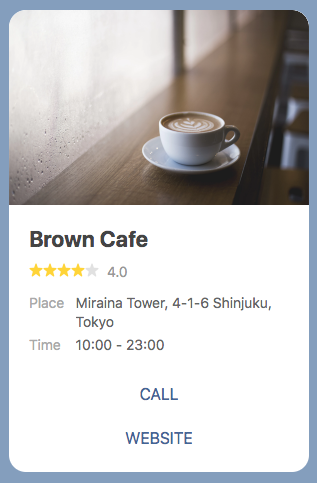 Brown Cafe
4.0
Place Miraina Tower, 4-1-6 Shinjuku,
Tokyo
Time 10:00 - 23:00
CALL
WEBSITE